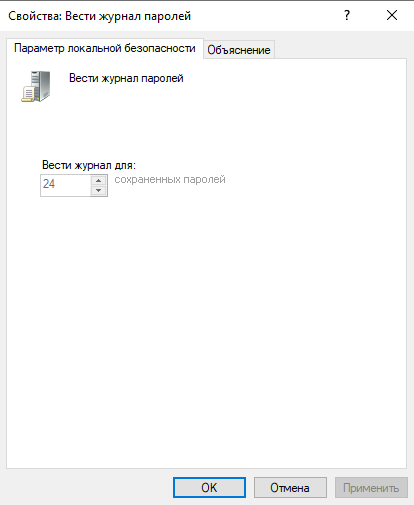 Свойства: Вести журнал паролей
?
Параметр локальной безопасности
Объяснение
Вести журнал паролей
Вести журнал для:
24
сохраненных паролей
OK
Отмена
Применить